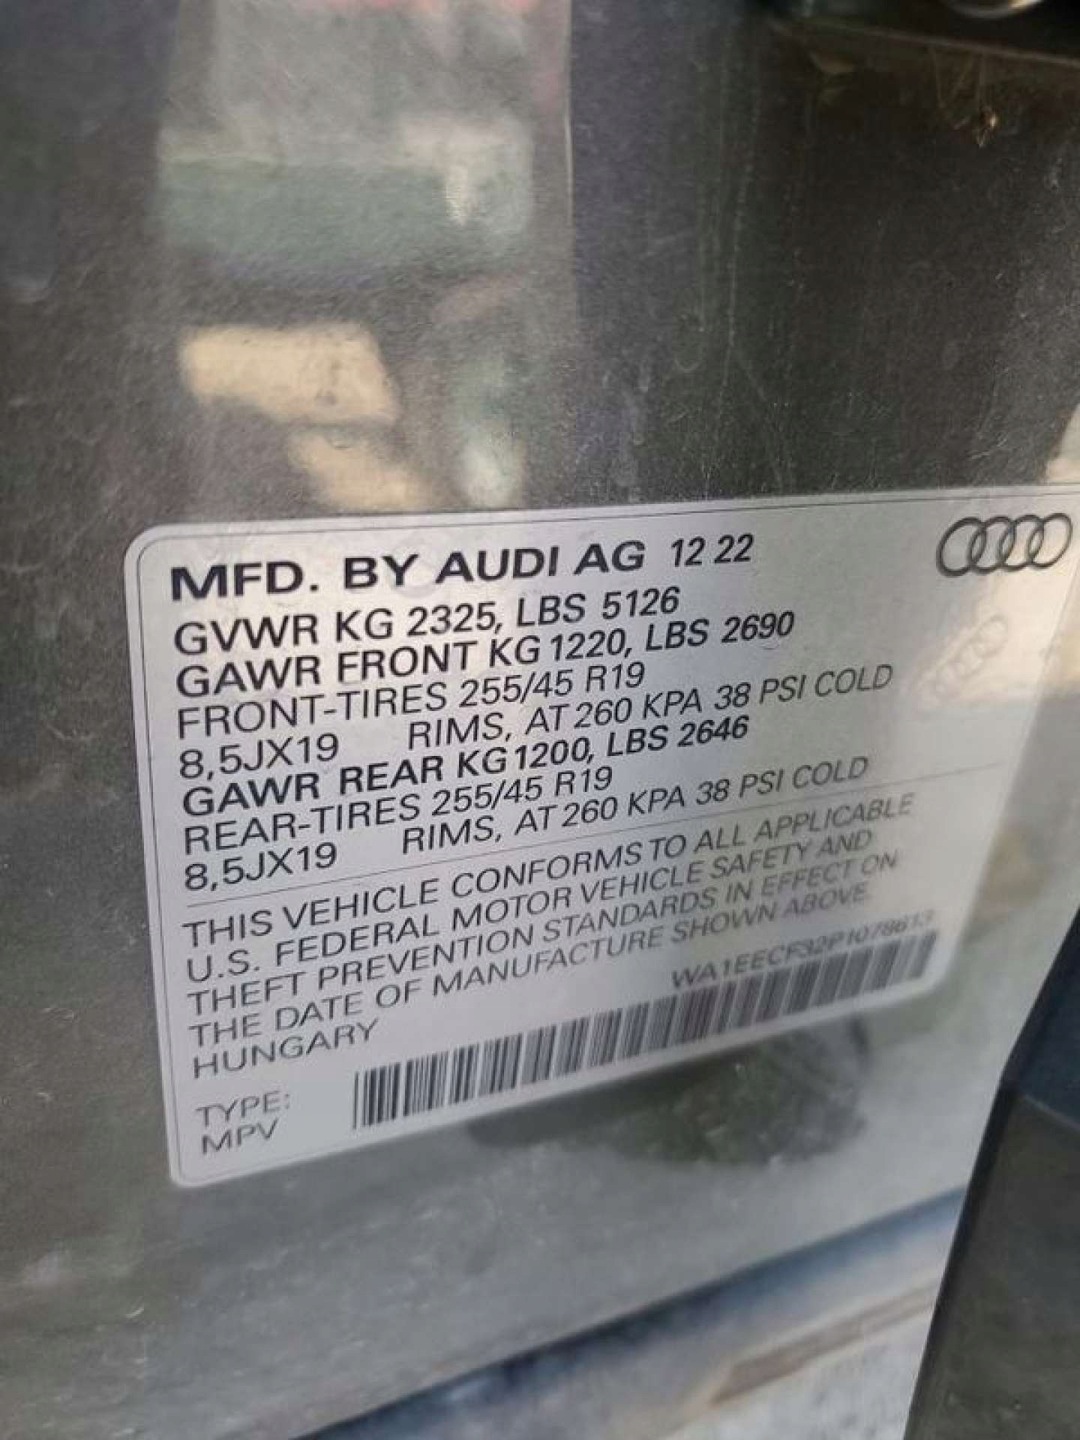 MFD. BY AUDI AG 12 22
GVWR KG 2325, LBS 5126
GAWR FRONT KG 1220, LBS 2690
FRONT-TIRES 255/45 R19
8,5JX19 RIMS, AT 260 KPA 38 PSI COLD
GAWR REAR KG 1200, LBS 2646
REAR-TIRES 255/45 R19
8,5JX19 RIMS, AT 260 KPA 38 PSI COLD
THIS VEHICLE CONFORMS TO ALL APPLICABLE
U.S. FEDERAL MOTOR VEHICLE SAFETY AND
THEFT PREVENTION STANDARDS IN EFFECT ON
THE DATE OF MANUFACTURE SHOWN ABOVE.
HUNGARY
WA1EECF32P1078613
TYPE:
MPV